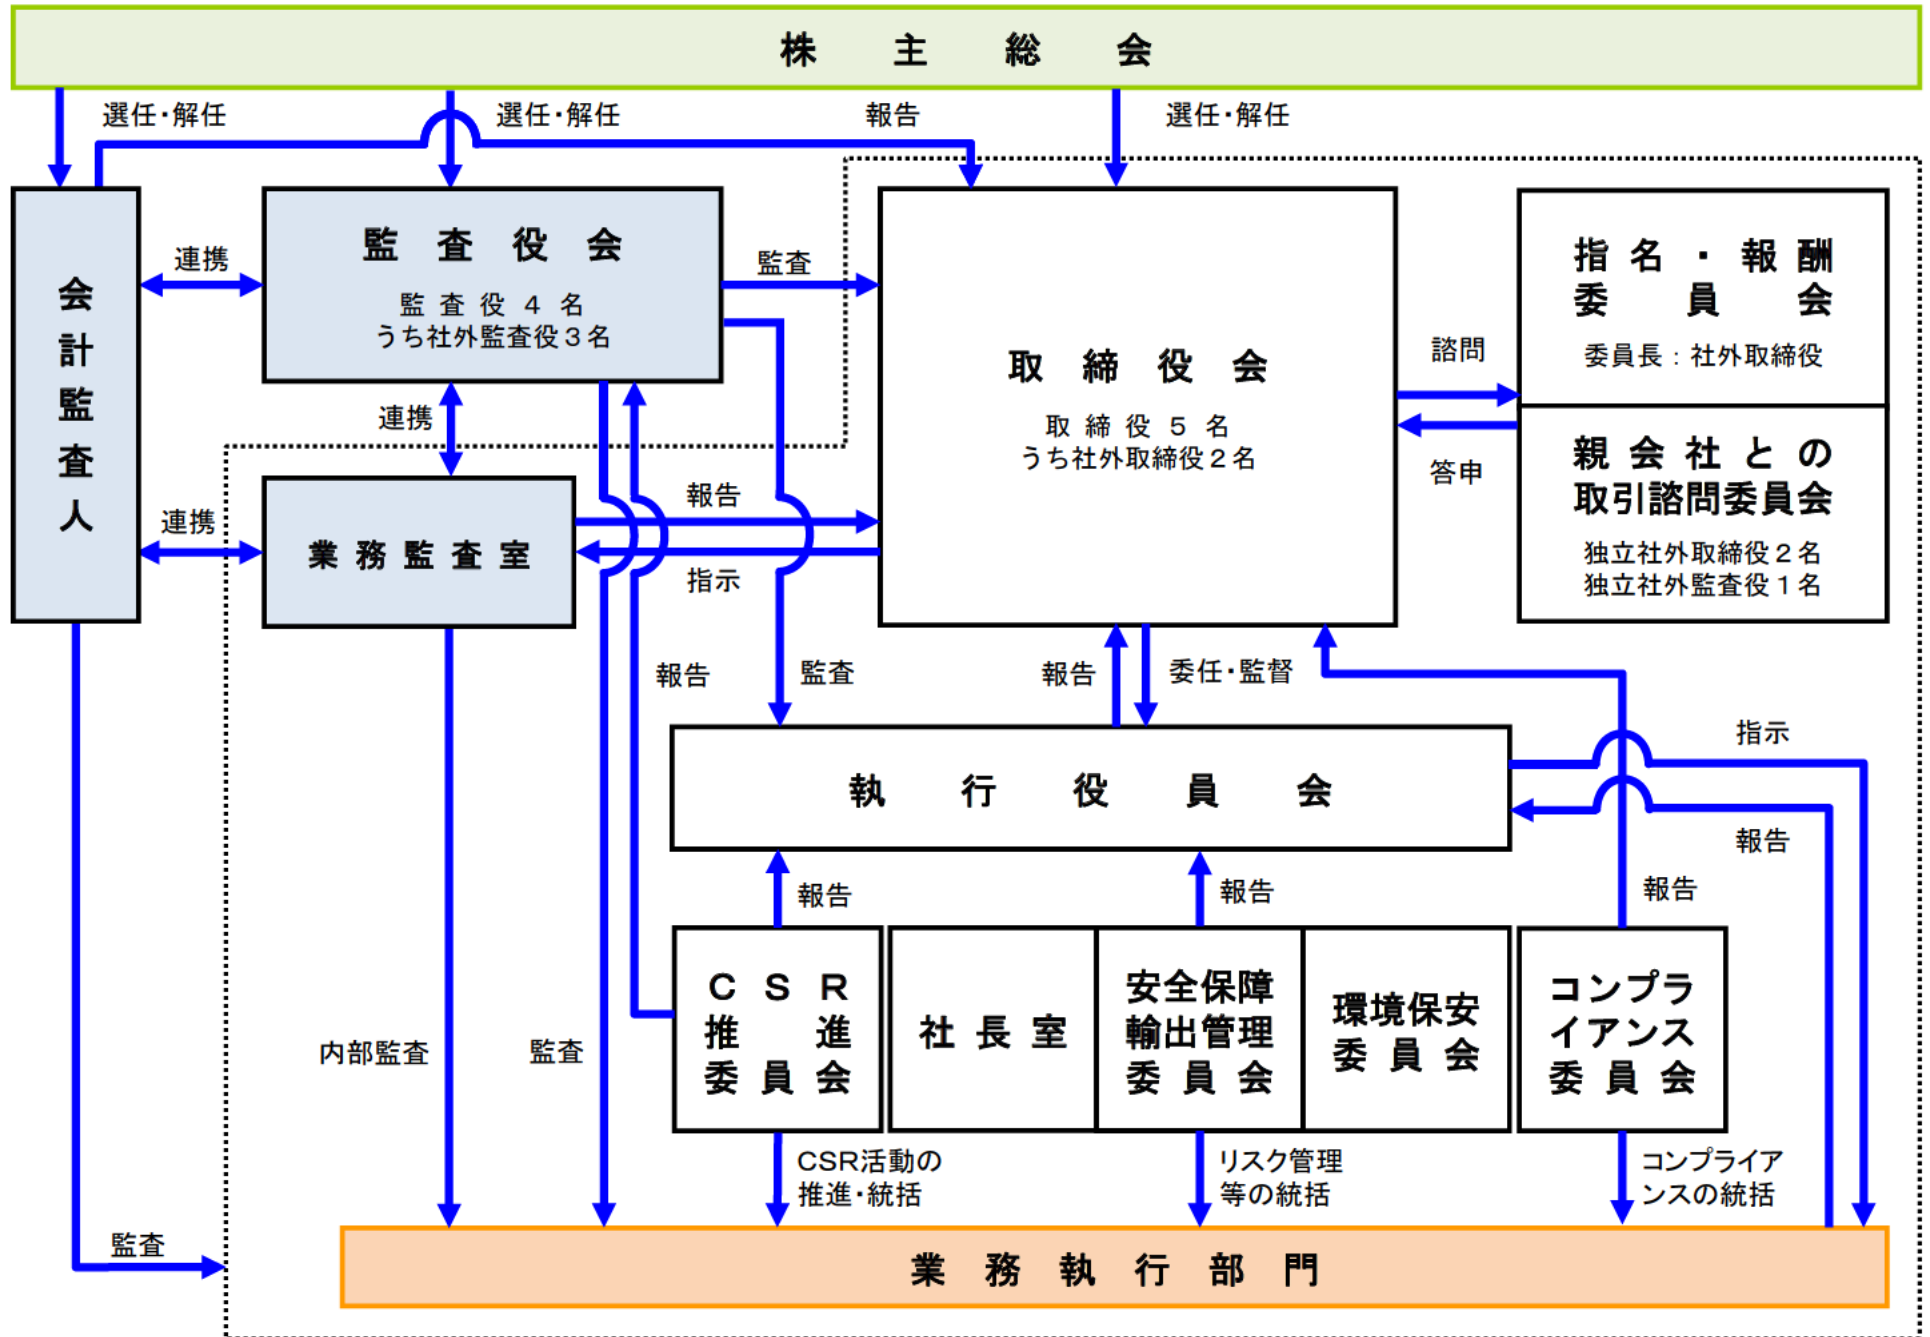 株主総会
選任・解任
選任・解任
報告
選任・解任
会計監査人
連携
監査役会
監査役４名
うち社外監査役３名
監査
取締役会
取締役５名
うち社外取締役２名
諮問
答申
指名・報酬
委員会
委員長：社外取締役
親会社との
取引諮問委員会
独立社外取締役２名
独立社外監査役１名
連携
連携
業務監査室
報告
指示
報告
監査
報告
委任・監督
執行役員会
指示
報告
報告
報告
報告
ＣＳＲ
推進
委員会
社長室
安全保障
輸出管理
委員会
環境保安
委員会
コンプラ
イアンス
委員会
内部監査
監査
CSR活動の
推進・統括
リスク管理
等の統括
コンプライア
ンスの統括
監査
業務執行部門